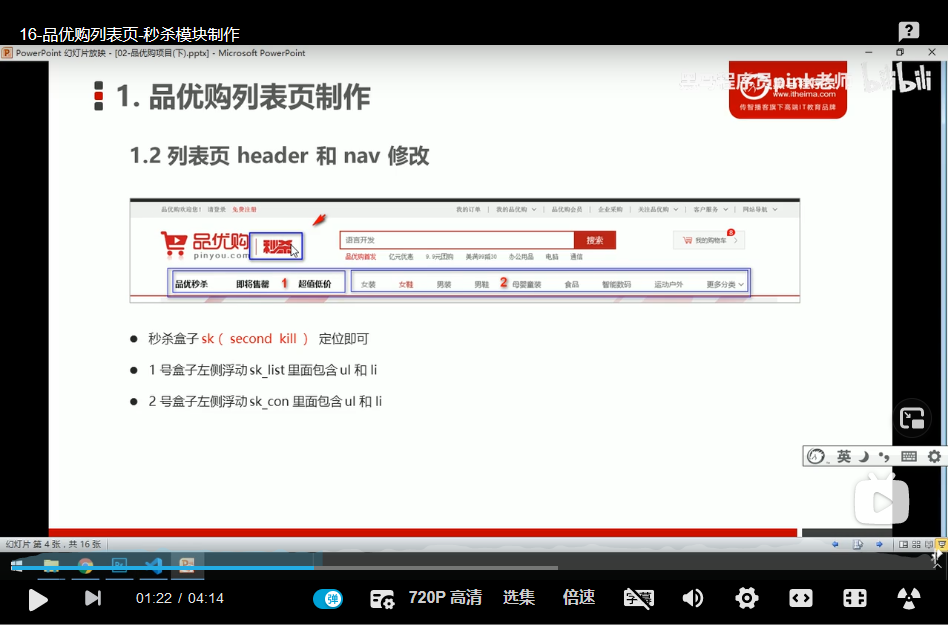 16-品优购列表页-秒杀模块制作
PowerPoint 幻灯片放映 - [02-品优购项目(下).pptx] - Microsoft PowerPoint
1. 品优购列表页制作
程序员pink老师
bilibili
www.itheima.com
传智播客旗下高端IT教育品牌
1.2 列表页 header 和 nav 修改
品优购欢迎您！ 请登录 免费注册
我的订单 我的品优购 品优购会员 企业采购 关注品优购 客户服务 网站导航
品优购
pinyou.com
秒杀
语言开发
搜索
我的购物车
品优购首发 亿元优惠 9.9元团购 美满99减30 办公用品 电脑 通信
品优秒杀 即将售罄 1 超值低价
女装 女鞋 男装 男鞋 2 母婴童装 食品 智能数码 运动户外 更多分类
● 秒杀盒子 sk ( second kill ) 定位即可
● 1 号盒子左侧浮动 sk_list 里面包含 ul 和 li
● 2 号盒子左侧浮动 sk_con 里面包含 ul 和 li
英
幻灯片 第 4 张，共 16 张
01:22 / 04:14
弹
720P 高清
选集
倍速
字幕